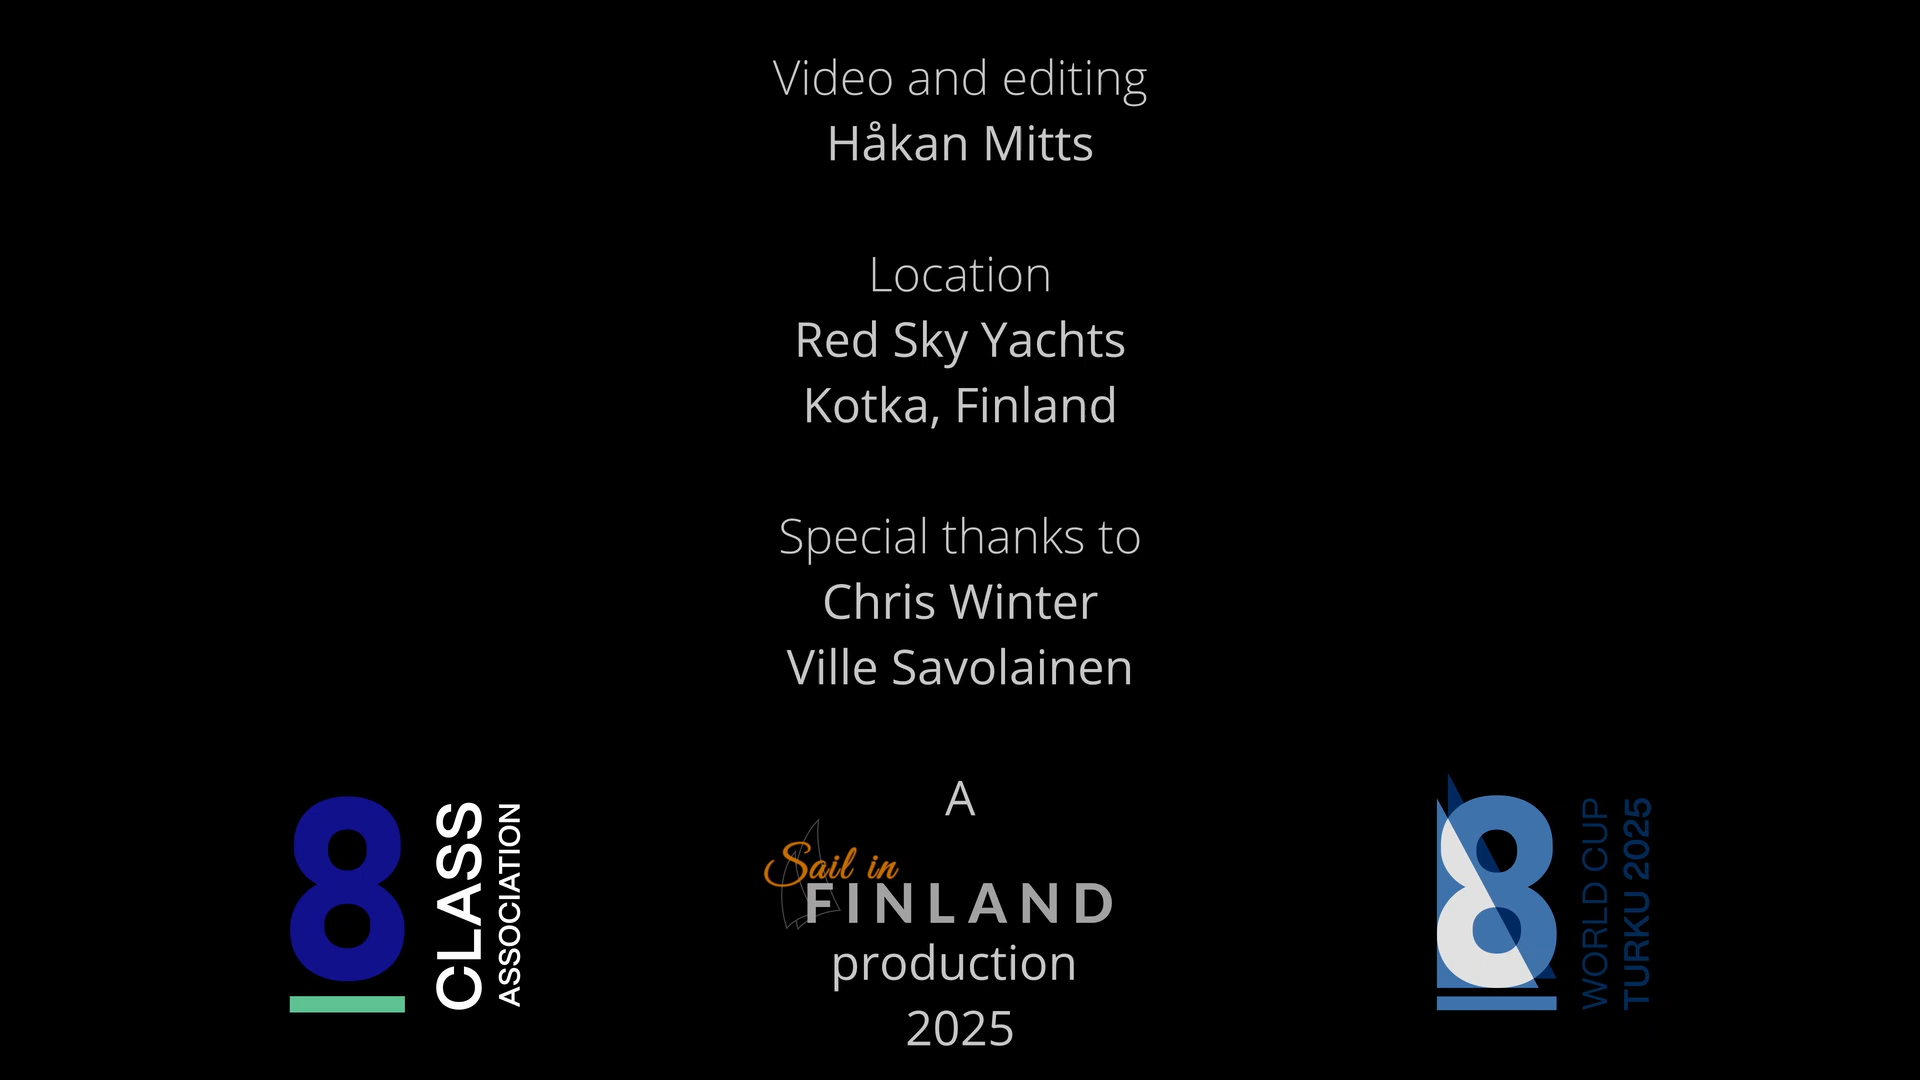 Video and editing
Håkan Mitts
Location
Red Sky Yachts
Kotka, Finland
Special thanks to
Chris Winter
Ville Savolainen
A
Sail in
FINLAND
production
2025
8
CLASS
ASSOCIATION
8
WORLD CUP
TURKU 2025